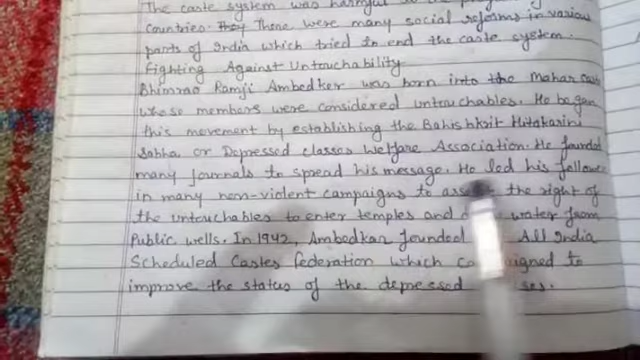 The caste system was harmful to the
countries. They There were many social reforms in various
parts of India which tried to end the caste system.
Fighting Against Untouchability
Bhimrao Ramji Ambedkar was born into the Mahar caste
whose members were considered untouchables. He began
this movement by establishing the Bahishkrit Hitakarini
Sabha or Depressed classes Welfare Association. He founded
many journals to spread his message. He led his
in many non-violent campaigns to the right of
the untouchables to enter temples and water from
Public wells. In 1942, Ambedkar founded All India
Scheduled Castes federation which to
improve the status of the depressed